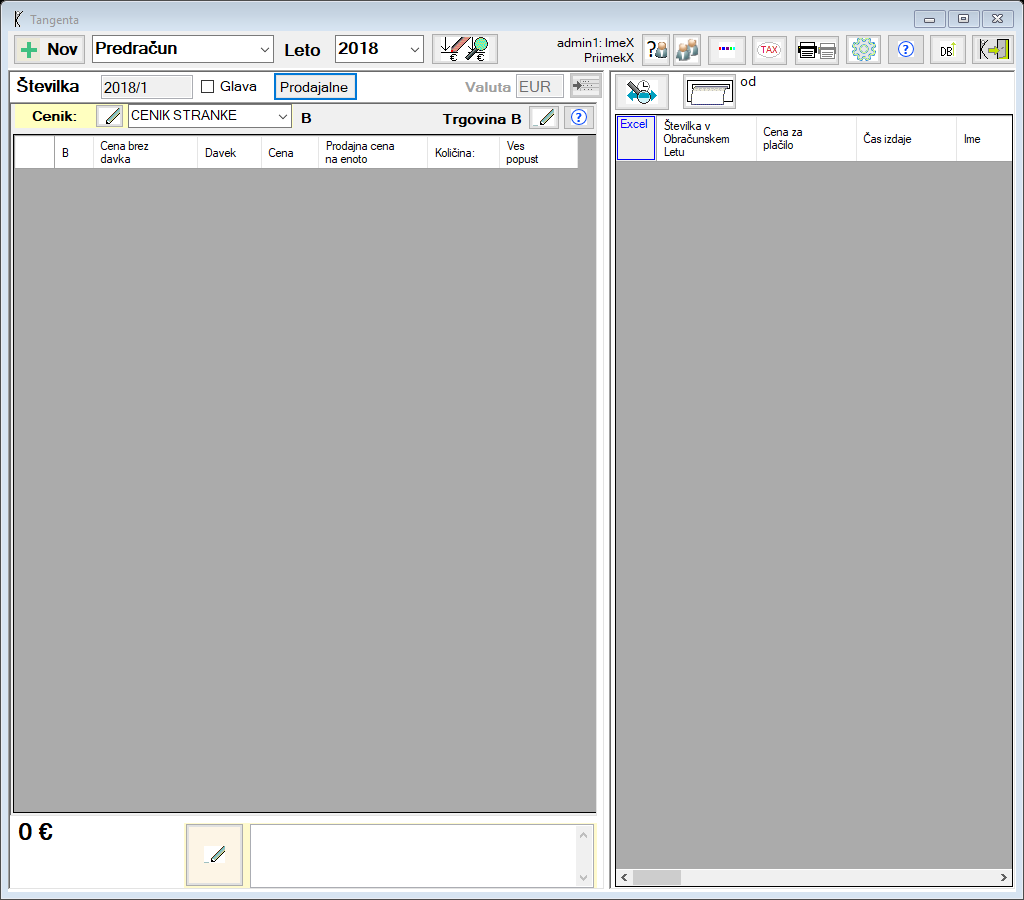 Tangenta
Nov
Predračun
Leto
2018
admin1: ImeX
PriimekX
?
TAX
?
DB
Številka
2018/1
Glava
Prodajalne
Valuta
EUR
od
Cenik:
CENIK STRANKE
B
Trgovina B
?
B
Cena brez
davka
Davek
Cena
Prodajna cena
na enoto
Količina:
Ves
popust
Excel
Številka v
Obračunskem
Letu
Cena za
plačilo
Čas izdaje
Ime
0 €